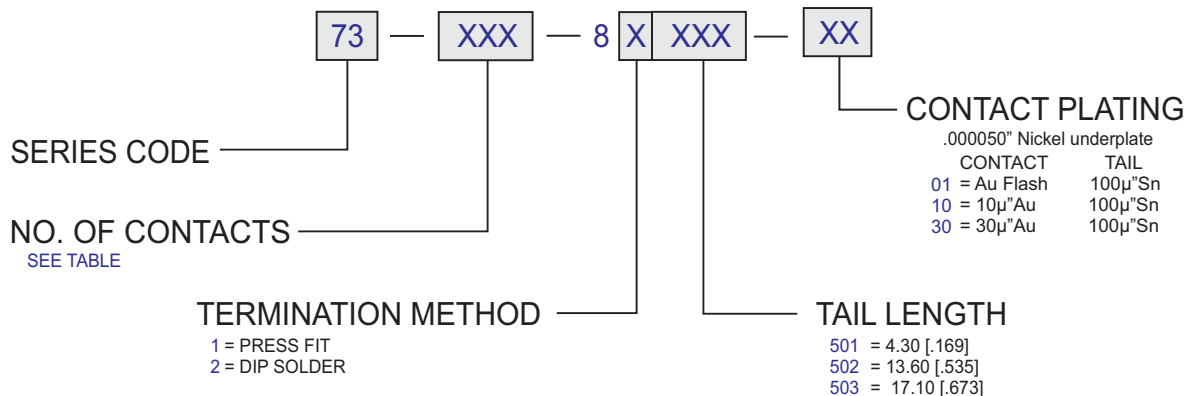 73 — XXX — 8 X XXX — XX
CONTACT PLATING
.000050" Nickel underplate
CONTACT TAIL
01 = Au Flash 100µ"Sn
10 = 10µ"Au 100µ"Sn
30 = 30µ"Au 100µ"Sn
SERIES CODE
NO. OF CONTACTS
SEE TABLE
TERMINATION METHOD
1 = PRESS FIT
2 = DIP SOLDER
TAIL LENGTH
501 = 4.30 [.169]
502 = 13.60 [.535]
503 = 17.10 [.673]